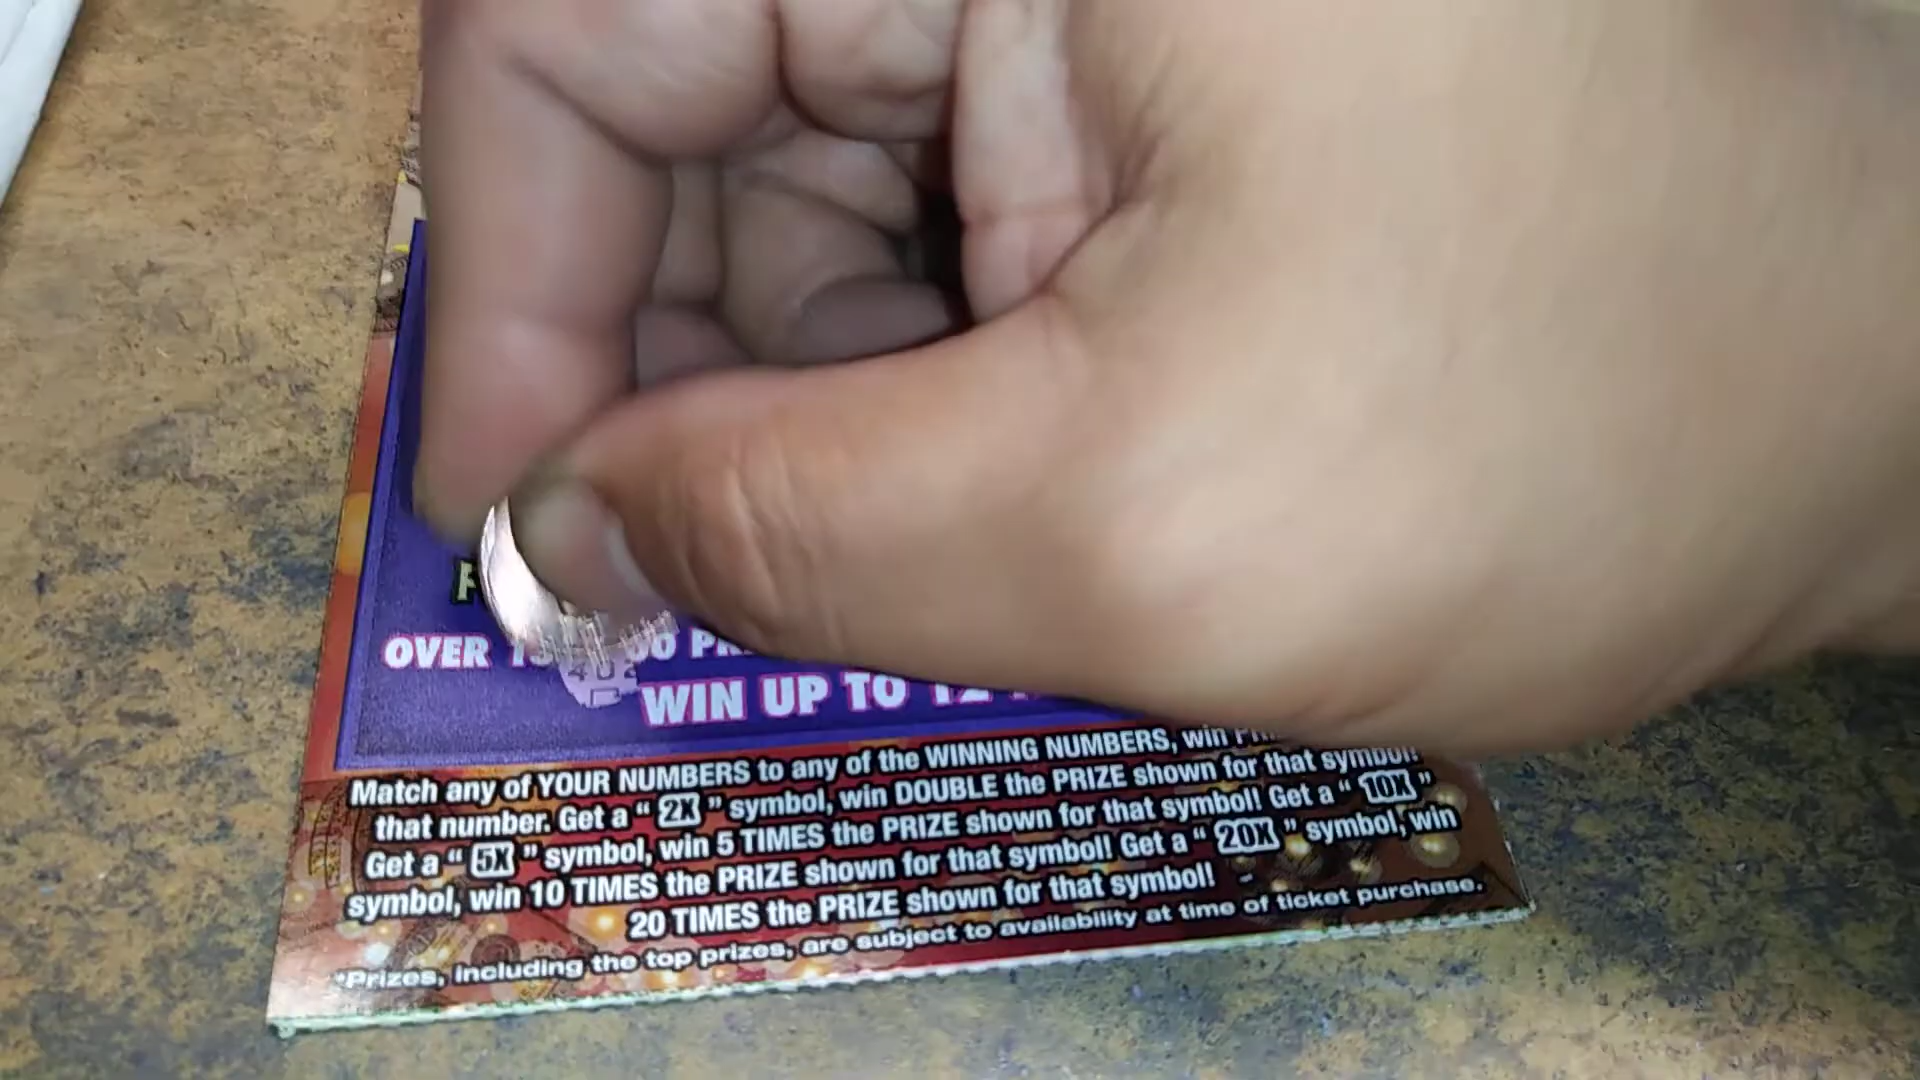 OVER
WIN UP TO 12
Match any of YOUR NUMBERS to any of the WINNING NUMBERS, win
that number. Get a “ 2X ” symbol, win DOUBLE the PRIZE shown for that symbol!
Get a “ 5X ” symbol, win 5 TIMES the PRIZE shown for that symbol! Get a “ 10X ”
symbol, win 10 TIMES the PRIZE shown for that symbol! Get a “ 20X ” symbol, win
20 TIMES the PRIZE shown for that symbol!
*Prizes, including the top prizes, are subject to availability at time of ticket purchase.